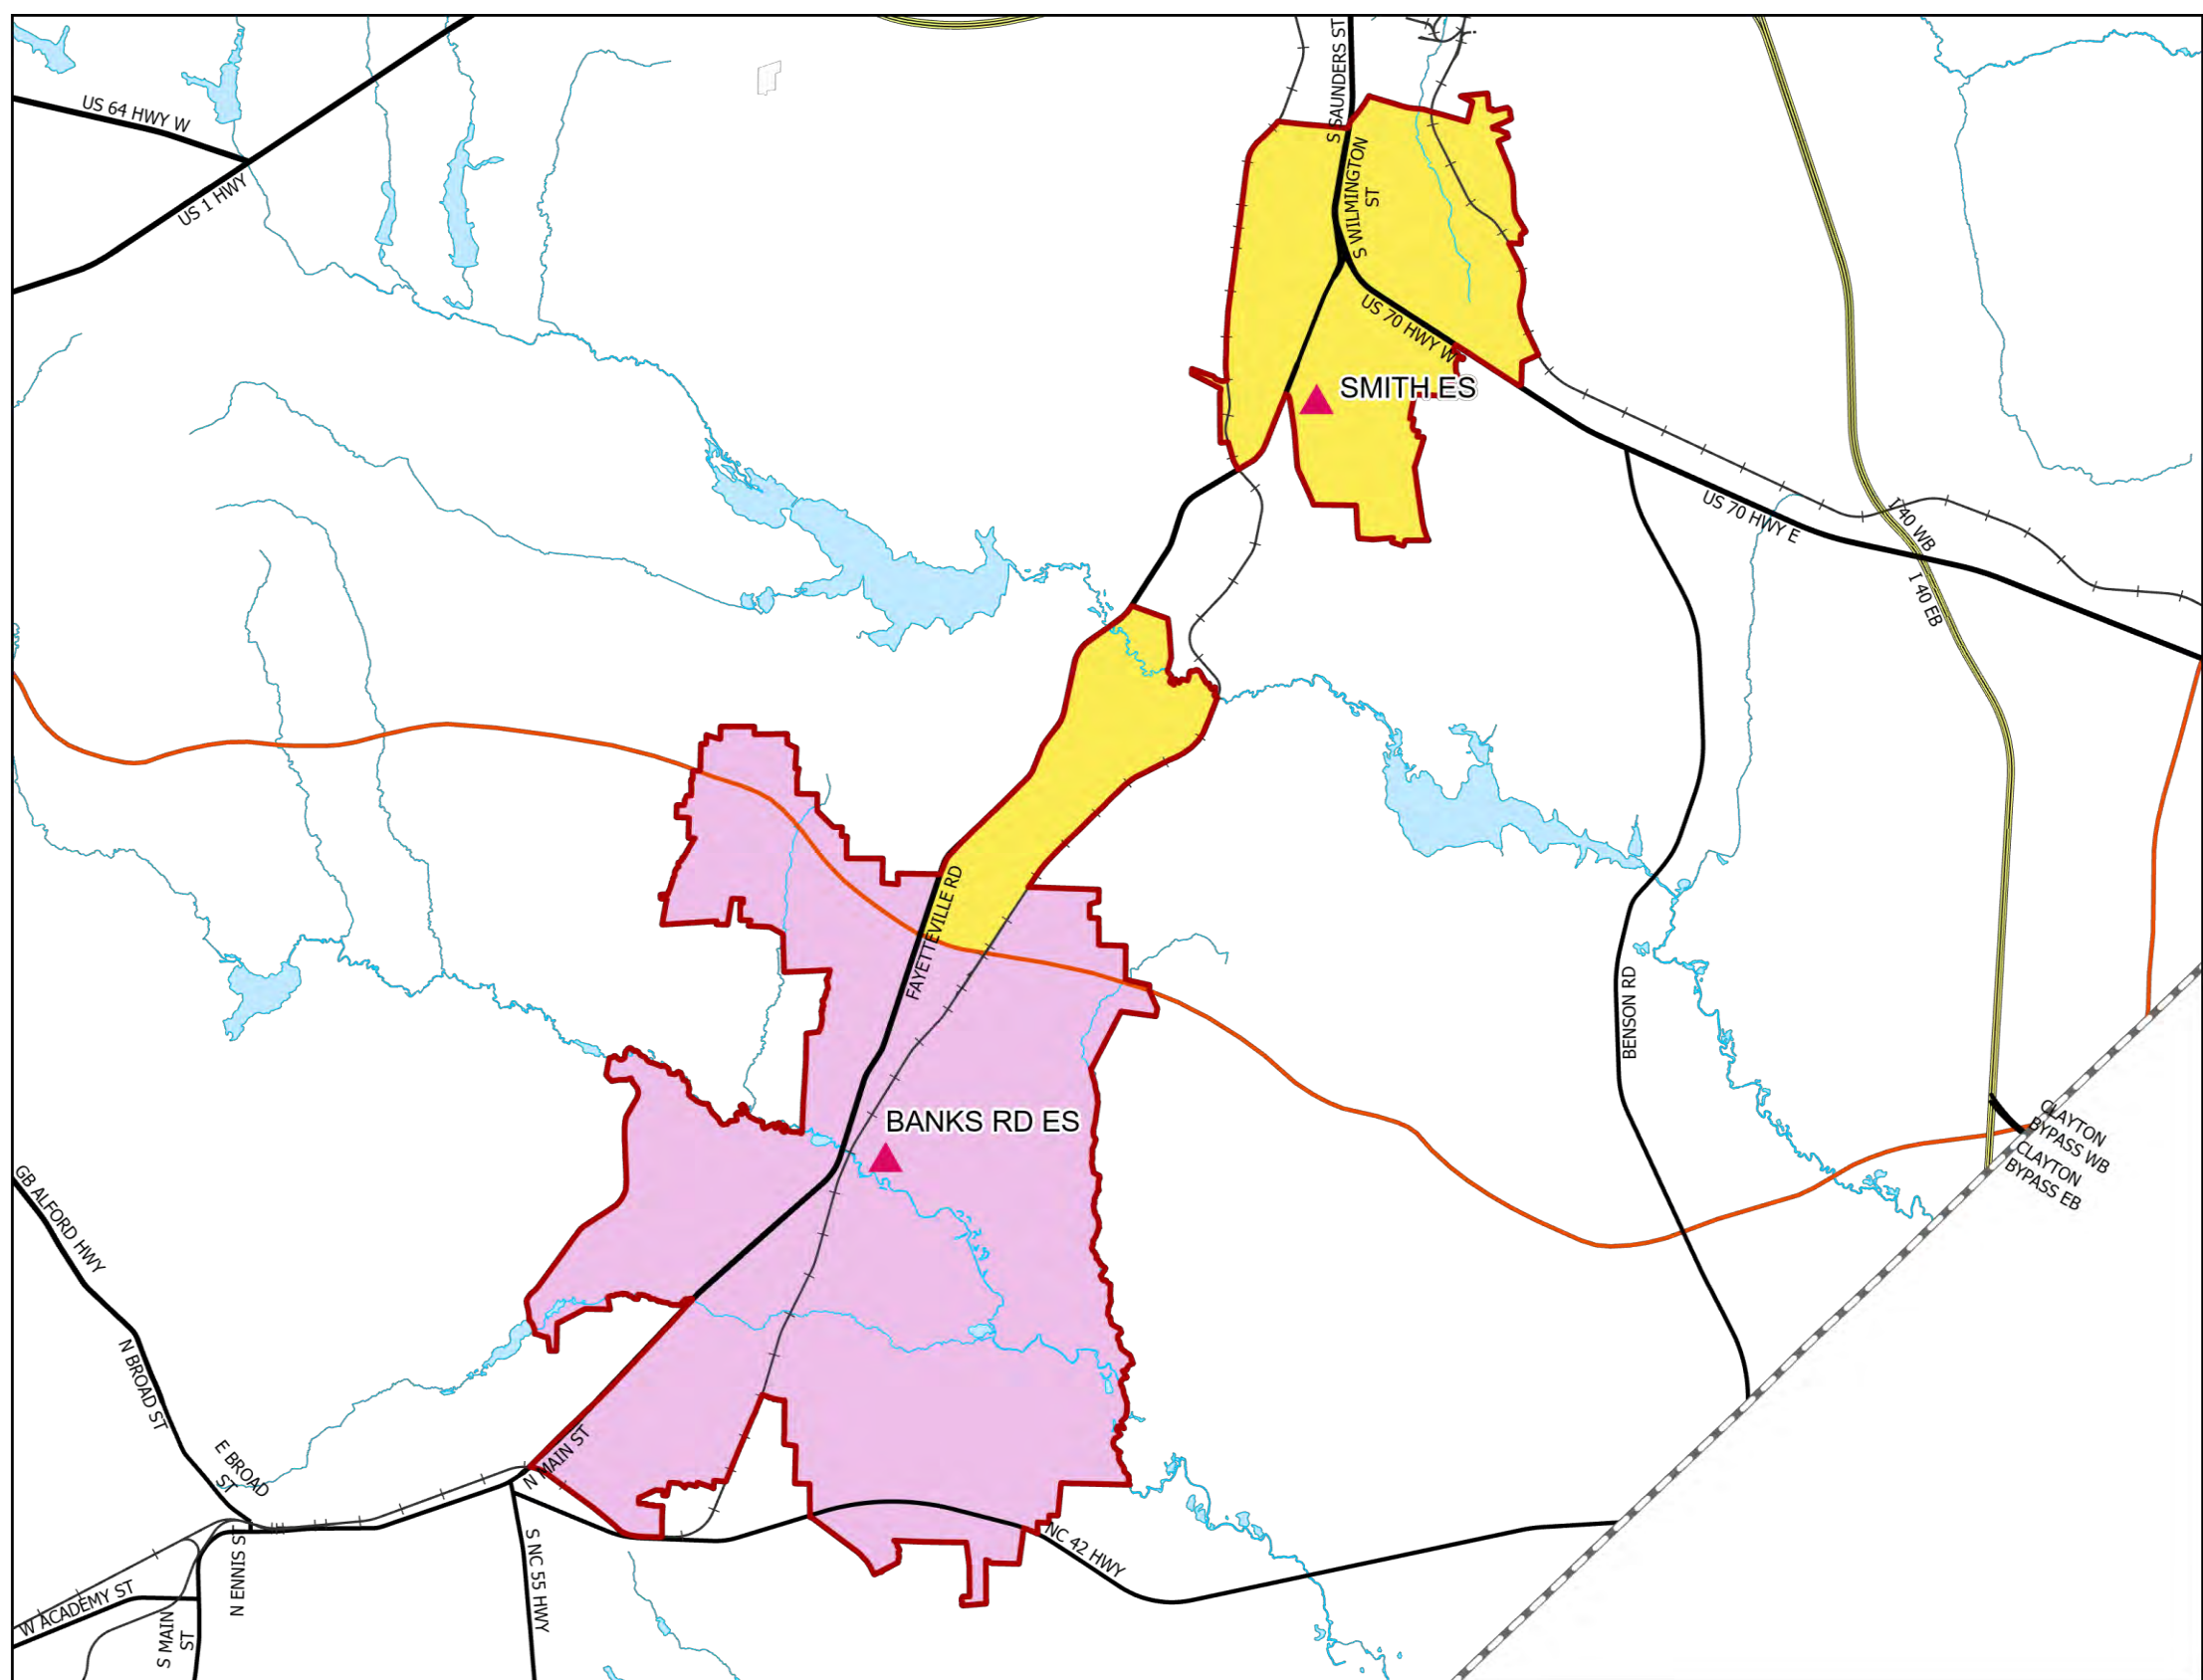 S SAUNDERS ST
US 64 HWY W
US 1 HWY
S WILMINGTON
ST
US 70 HWY W
SMITH ES
US 70 HWY E
I 40 WB
I 40 EB
FAYETTEVILLE RD
BENSON RD
BANKS RD ES
CLAYTON
BYPASS WB
CLAYTON
BYPASS EB
GB ALFORD HWY
N BROAD ST
E BROAD
ST
N MAIN ST
NC 42 HWY
N ENNIS ST
S NC 55 HWY
W ACADEMY ST
S MAIN
ST